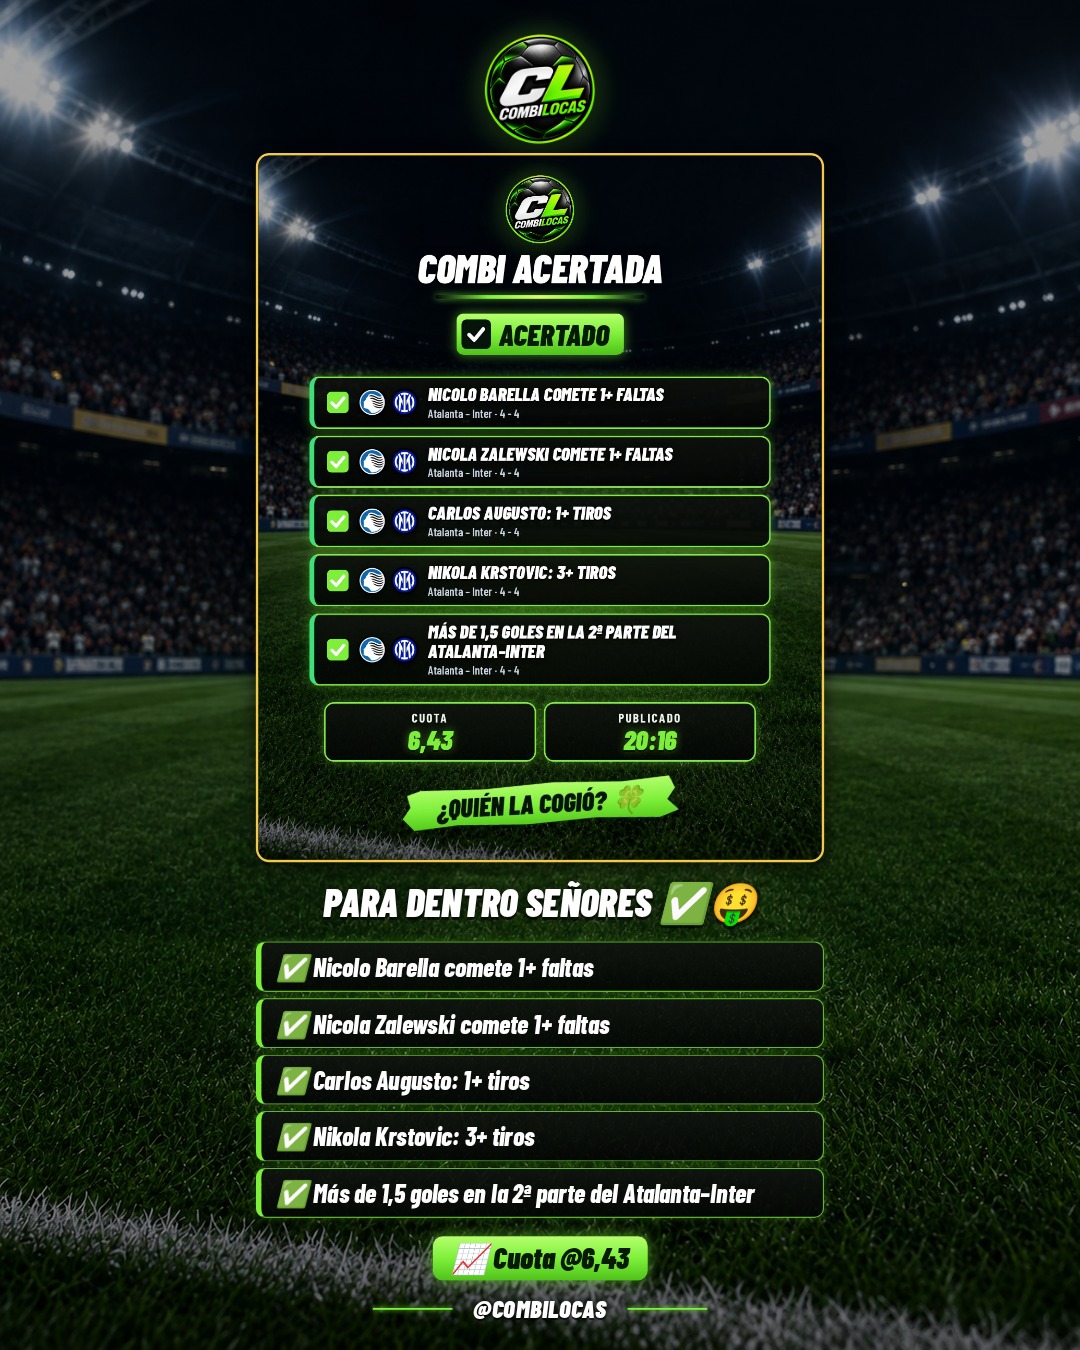 CL
COMBILOCAS
CL
COMBILOCAS
COMBI ACERTADA
ACERTADO
NICOLO BARELLA COMETE 1+ FALTAS
Atalanta – Inter · 4 - 4
NICOLA ZALEWSKI COMETE 1+ FALTAS
Atalanta – Inter · 4 - 4
CARLOS AUGUSTO: 1+ TIROS
Atalanta – Inter · 4 - 4
NIKOLA KRSTOVIC: 3+ TIROS
Atalanta – Inter · 4 - 4
MÁS DE 1,5 GOLES EN LA 2ª PARTE DEL
ATALANTA-INTER
Atalanta – Inter · 4 - 4
CUOTA
6,43
PUBLICADO
20:16
¿QUIÉN LA COGIÓ? 🍀
PARA DENTRO SEÑORES ✅🤑
✅ Nicolo Barella comete 1+ faltas
✅ Nicola Zalewski comete 1+ faltas
✅ Carlos Augusto: 1+ tiros
✅ Nikola Krstovic: 3+ tiros
✅ Más de 1,5 goles en la 2ª parte del Atalanta-Inter
📈 Cuota @6,43
@COMBILOCAS